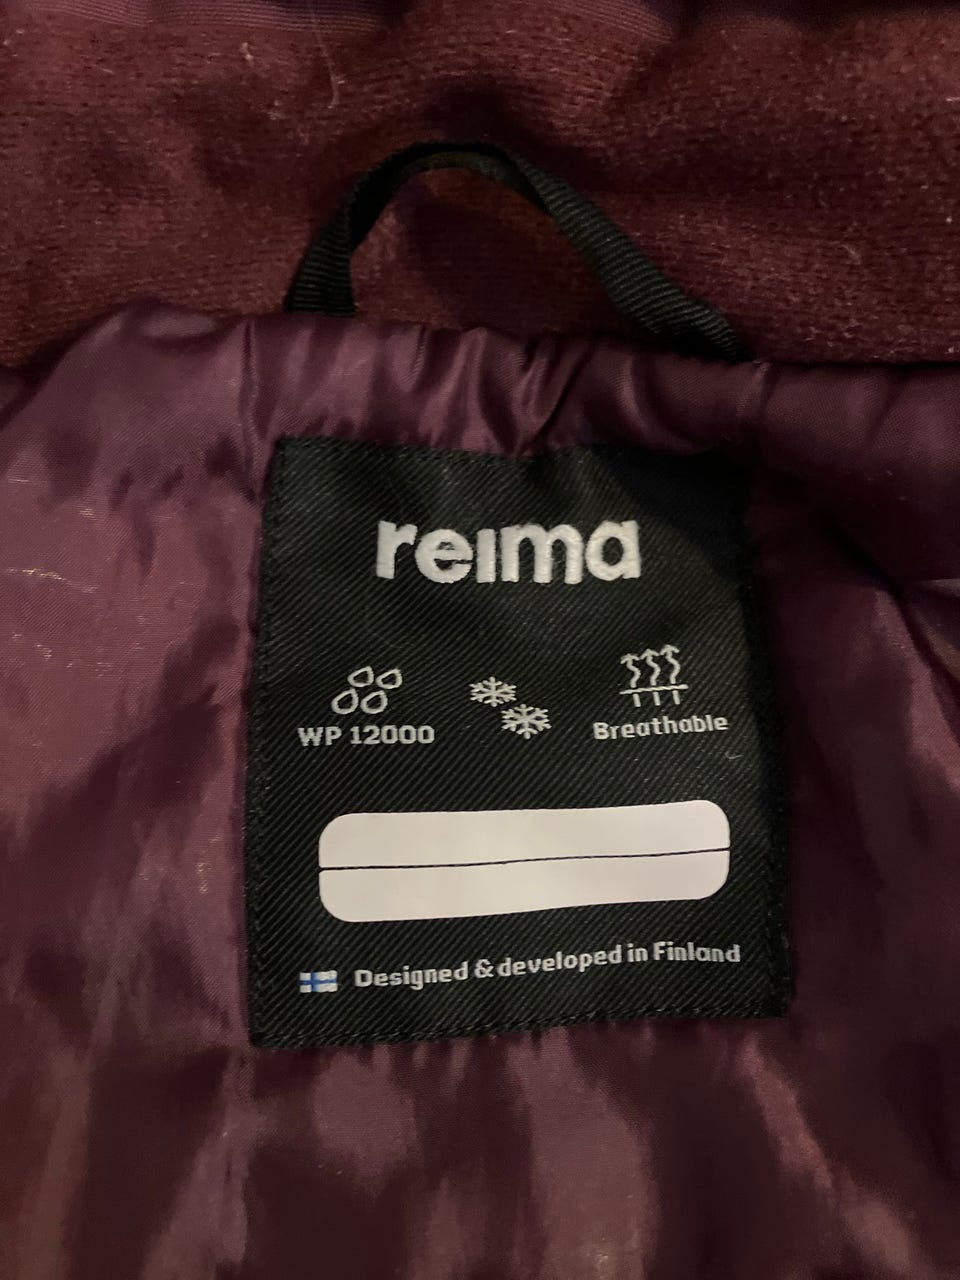 reima
WP 12000
Breathable
Designed & developed in Finland